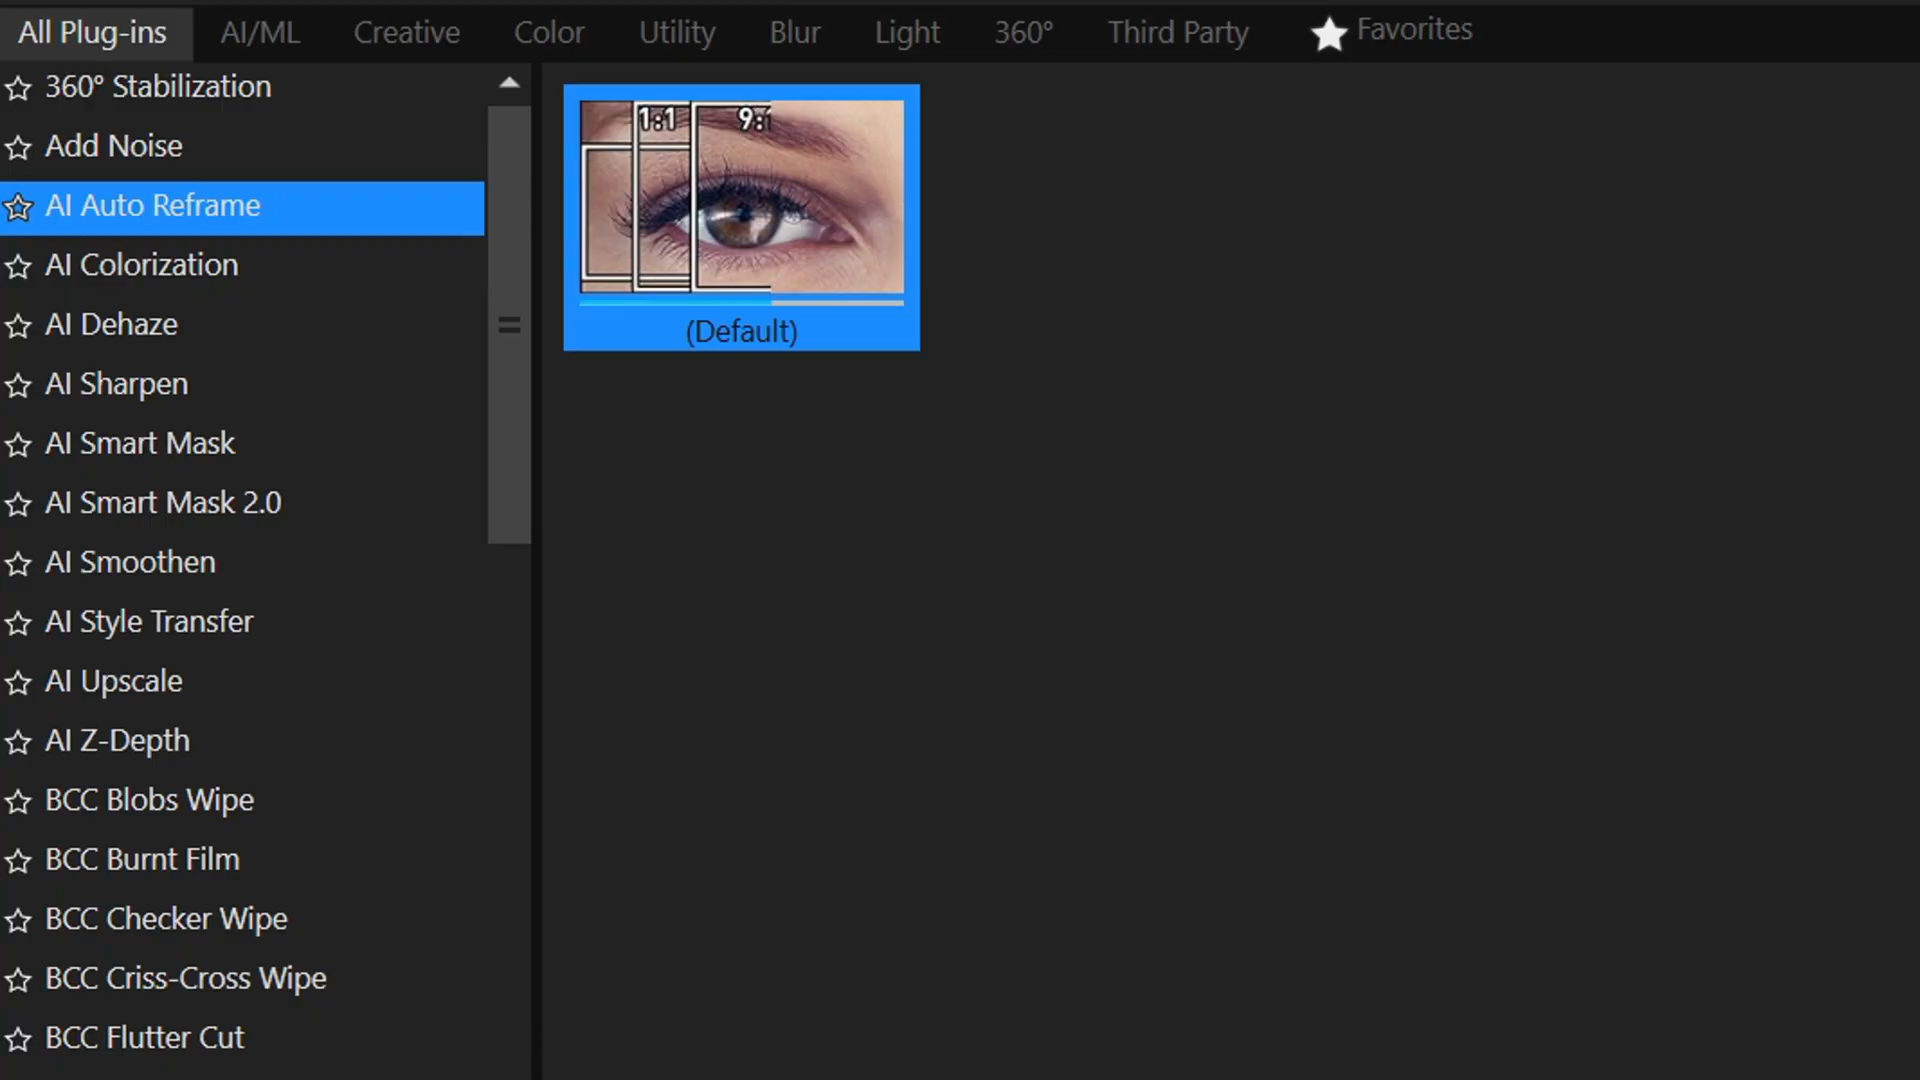 All Plug-ins AI/ML Creative Color Utility Blur Light 360° Third Party Favorites
360° Stabilization
Add Noise
AI Auto Reframe
AI Colorization
AI Dehaze
AI Sharpen
AI Smart Mask
AI Smart Mask 2.0
AI Smoothen
AI Style Transfer
AI Upscale
AI Z-Depth
BCC Blobs Wipe
BCC Burnt Film
BCC Checker Wipe
BCC Criss-Cross Wipe
BCC Flutter Cut
1:1 9:1
(Default)